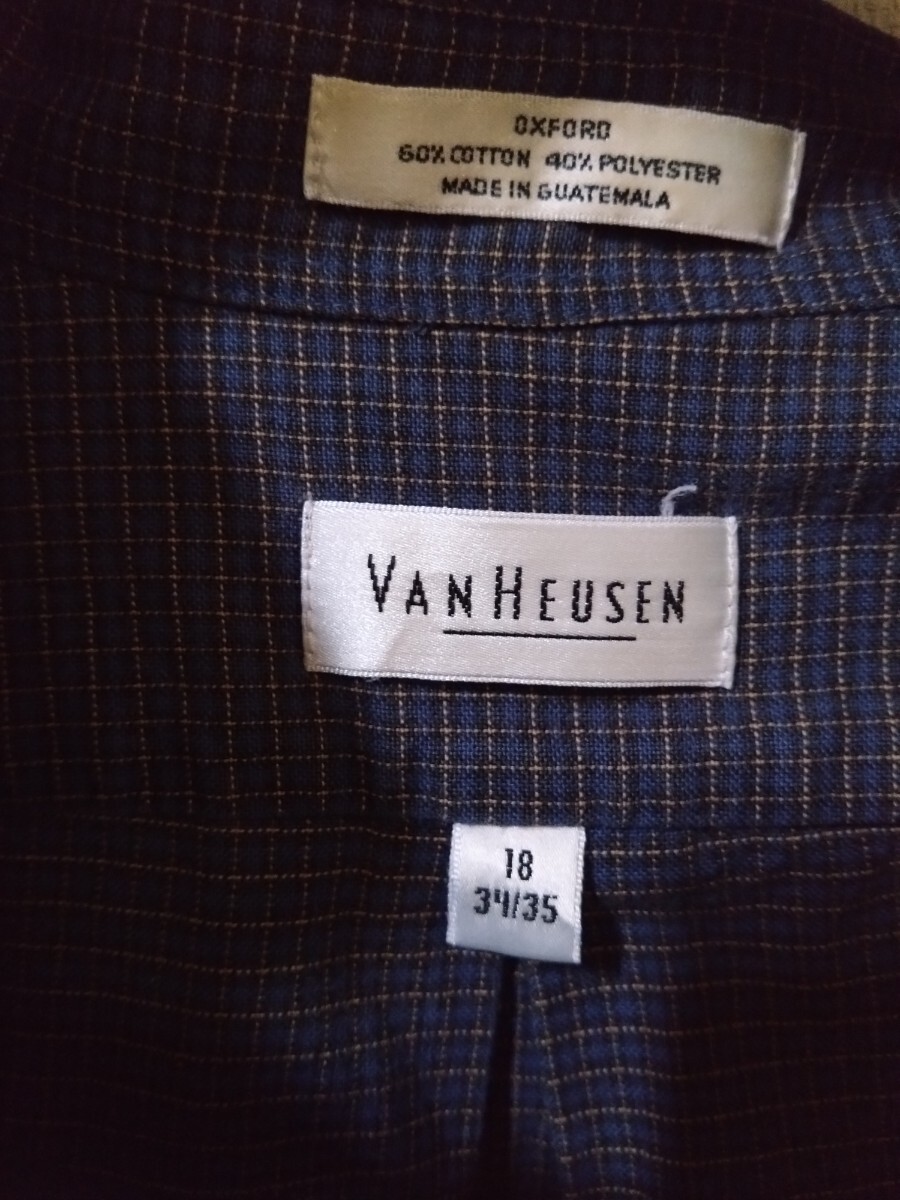 OXFORD
60% COTTON 40% POLYESTER
MADE IN GUATEMALA
VAN HEUSEN
18
34/35